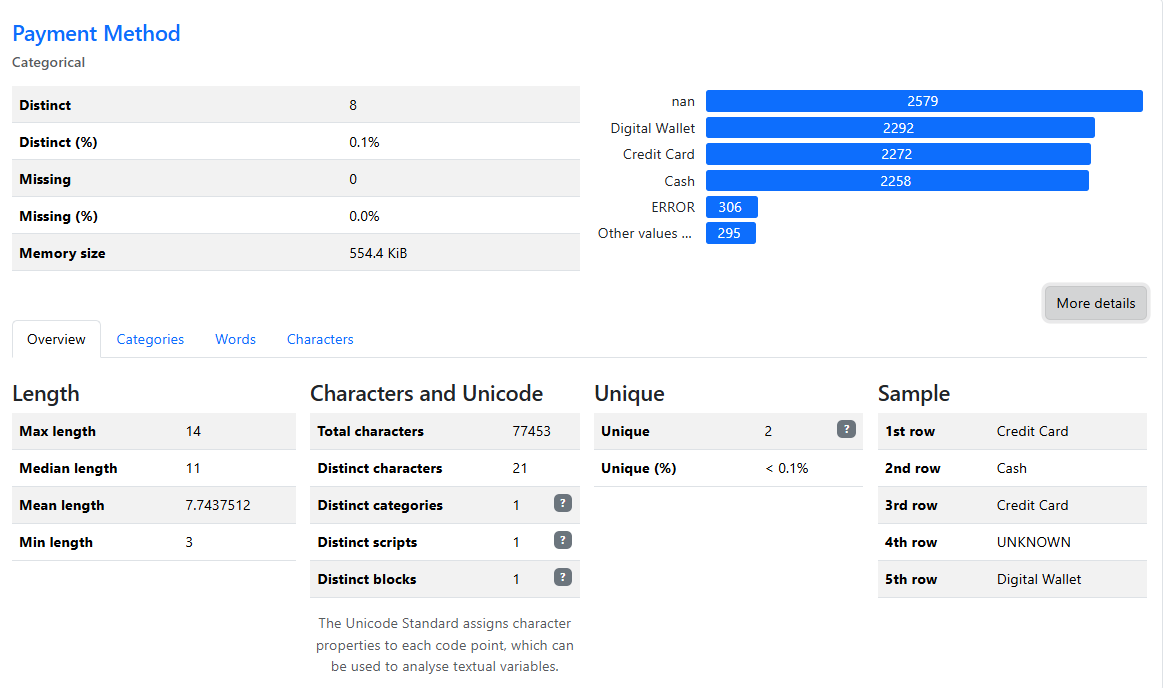 Payment Method
Categorical
Distinct 8
Distinct (%) 0.1%
Missing 0
Missing (%) 0.0%
Memory size 554.4 KiB
nan 2579
Digital Wallet 2292
Credit Card 2272
Cash 2258
ERROR 306
Other values ... 295
More details
Overview Categories Words Characters
Length
Max length 14
Median length 11
Mean length 7.7437512
Min length 3
Characters and Unicode
Total characters 77453
Distinct characters 21
Distinct categories 1 ?
Distinct scripts 1 ?
Distinct blocks 1 ?
The Unicode Standard assigns character
properties to each code point, which can
be used to analyse textual variables.
Unique
Unique 2 ?
Unique (%) < 0.1%
Sample
1st row Credit Card
2nd row Cash
3rd row Credit Card
4th row UNKNOWN
5th row Digital Wallet